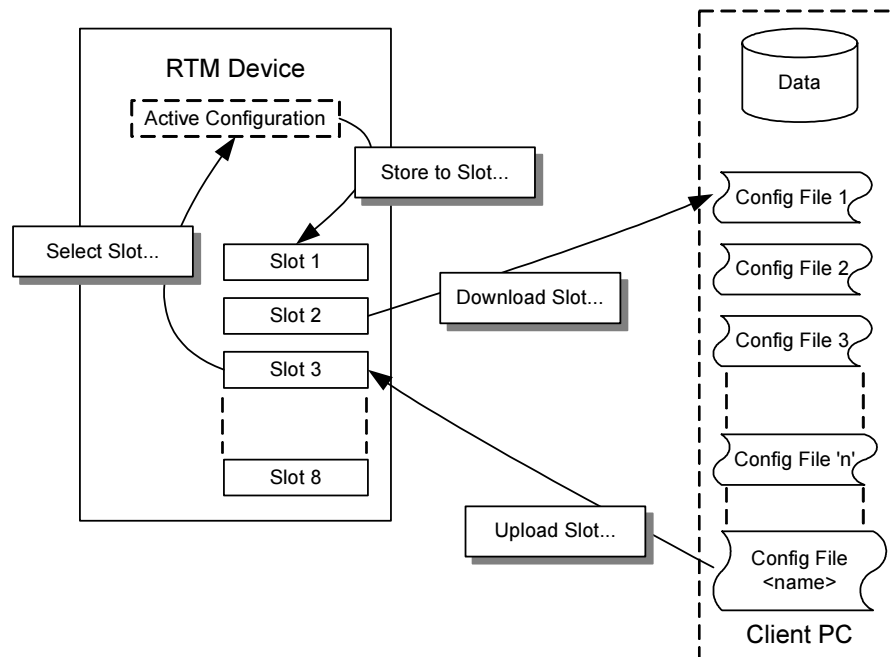 RTM Device
Active Configuration
Store to Slot...
Select Slot...
Slot 1
Slot 2
Download Slot...
Slot 3
Slot 8
Upload Slot...
Data
Config File 1
Config File 2
Config File 3
Config File 'n'
Config File
<name>
Client PC